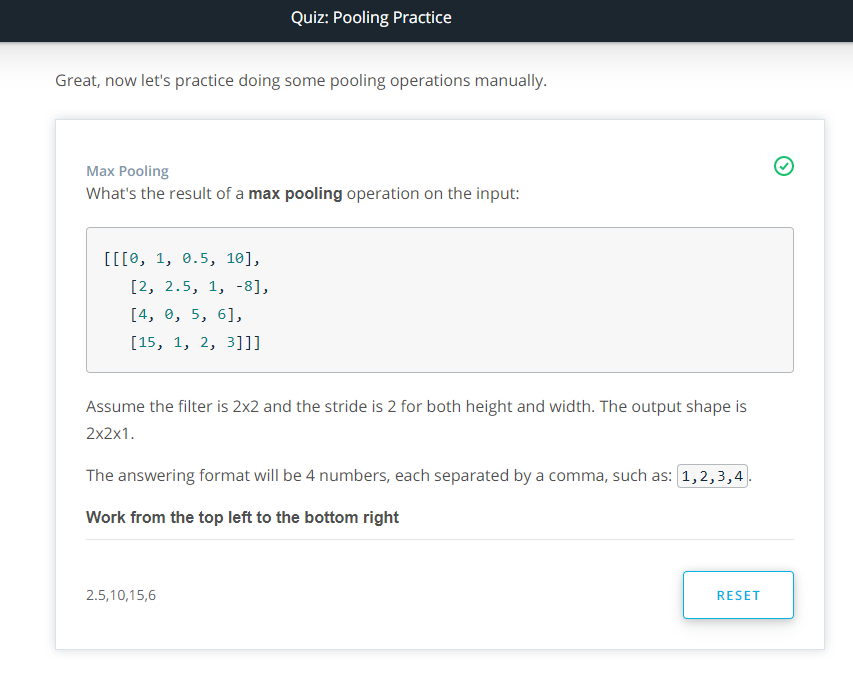 Quiz: Pooling Practice
Great, now let's practice doing some pooling operations manually.
Max Pooling
What's the result of a max pooling operation on the input:
[[[0, 1, 0.5, 10],
[2, 2.5, 1, -8],
[4, 0, 5, 6],
[15, 1, 2, 3]]]
Assume the filter is 2x2 and the stride is 2 for both height and width. The output shape is
2x2x1.
The answering format will be 4 numbers, each separated by a comma, such as: 1,2,3,4.
Work from the top left to the bottom right
2.5,10,15,6
RESET